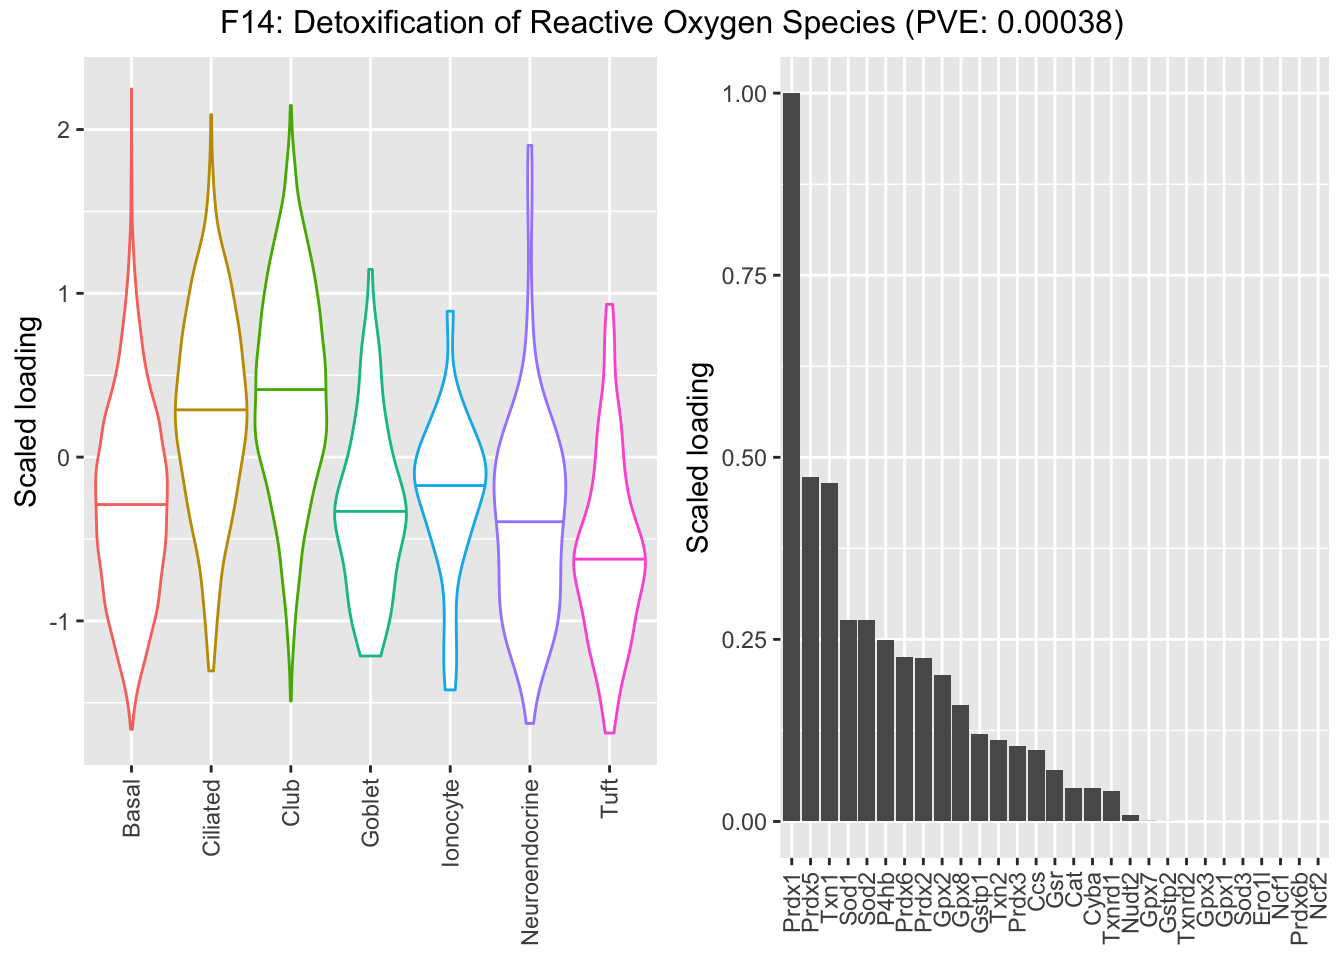 F14: Detoxification of Reactive Oxygen Species (PVE: 0.00038)
Scaled loading
2
1
0
-1
Basal
Ciliated
Club
Goblet
Ionocyte
Neuroendocrine
Tuft
Scaled loading
1.00
0.75
0.50
0.25
0.00
Prdx1
Prdx5
Txn1
Sod1
Sod2
P4hb
Prdx6
Prdx2
Gpx2
Gpx8
Gstp1
Txn2
Prdx3
Ccs
Gsr
Cat
Cyba
Txnrd1
Nudt2
Gpx7
Gstp2
Txnrd2
Gpx3
Gpx1
Sod3
Ero1l
Ncf1
Prdx6b
Ncf2